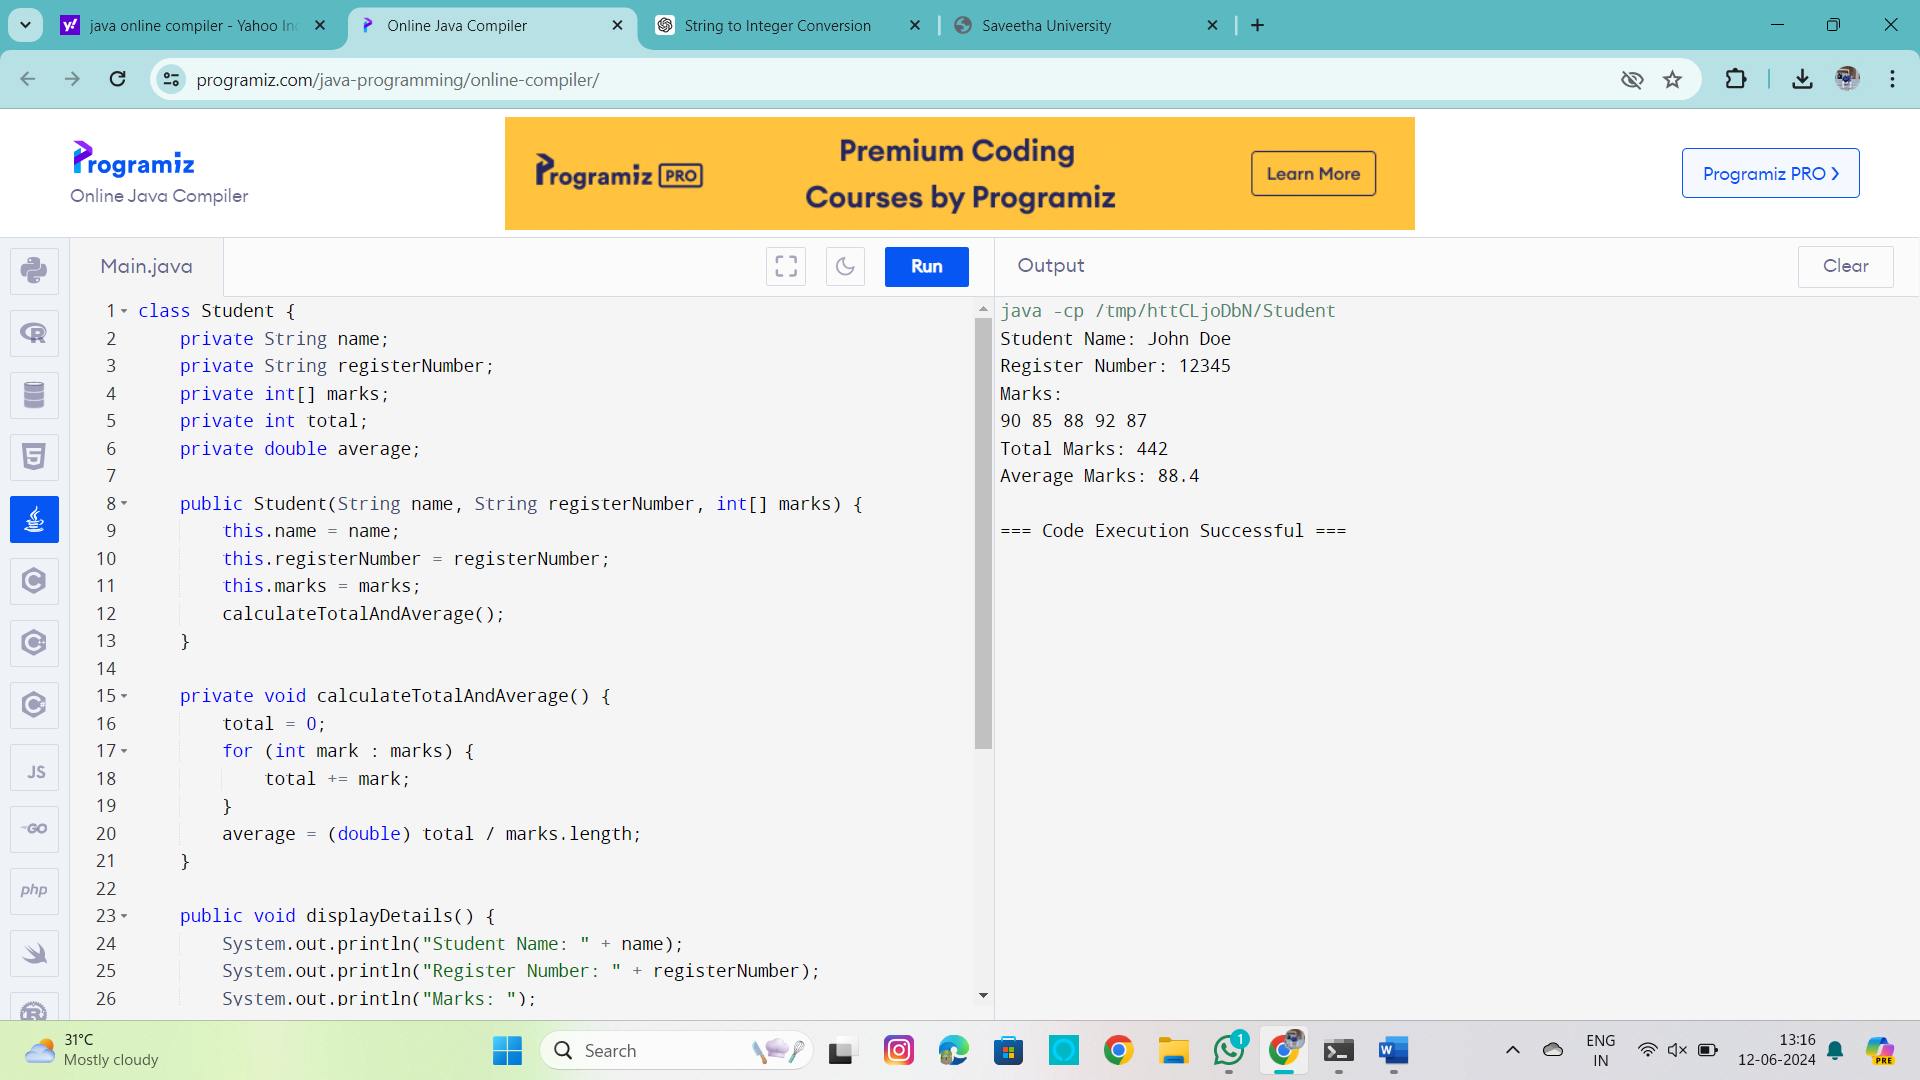 java online compiler - Yahoo Inc
Online Java Compiler
String to Integer Conversion
Saveetha University
programiz.com/java-programming/online-compiler/
Programiz
Online Java Compiler
Programiz PRO
Premium Coding
Courses by Programiz
Learn More
Programiz PRO
Main.java
Run
Output
Clear
1 class Student {
2 private String name;
3 private String registerNumber;
4 private int[] marks;
5 private int total;
6 private double average;
7
8 public Student(String name, String registerNumber, int[] marks) {
9 this.name = name;
10 this.registerNumber = registerNumber;
11 this.marks = marks;
12 calculateTotalAndAverage();
13 }
14
15 private void calculateTotalAndAverage() {
16 total = 0;
17 for (int mark : marks) {
18 total += mark;
19 }
20 average = (double) total / marks.length;
21 }
22
23 public void displayDetails() {
24 System.out.println("Student Name: " + name);
25 System.out.println("Register Number: " + registerNumber);
26 System.out.println("Marks: ");
java -cp /tmp/httCLjoDbN/Student
Student Name: John Doe
Register Number: 12345
Marks:
90 85 88 92 87
Total Marks: 442
Average Marks: 88.4
=== Code Execution Successful ===
JS
GO
php
31°C
Mostly cloudy
Search
1
ENG
IN
13:16
12-06-2024
PRE